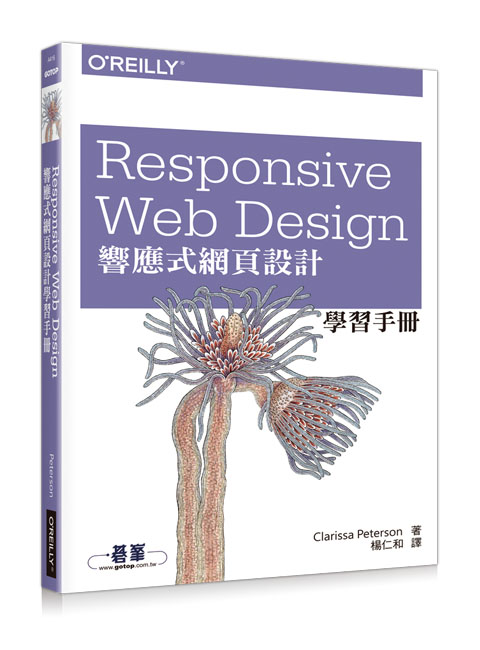 O'REILLY®
Responsive
Web Design
響應式網頁設計
學習手冊
Clarissa Peterson 著
楊仁和 譯
碁峯
www.gotop.com.tw
GOTOP
Responsive Web Design
響應式網頁設計學習手冊
Peterson
O'REILLY®